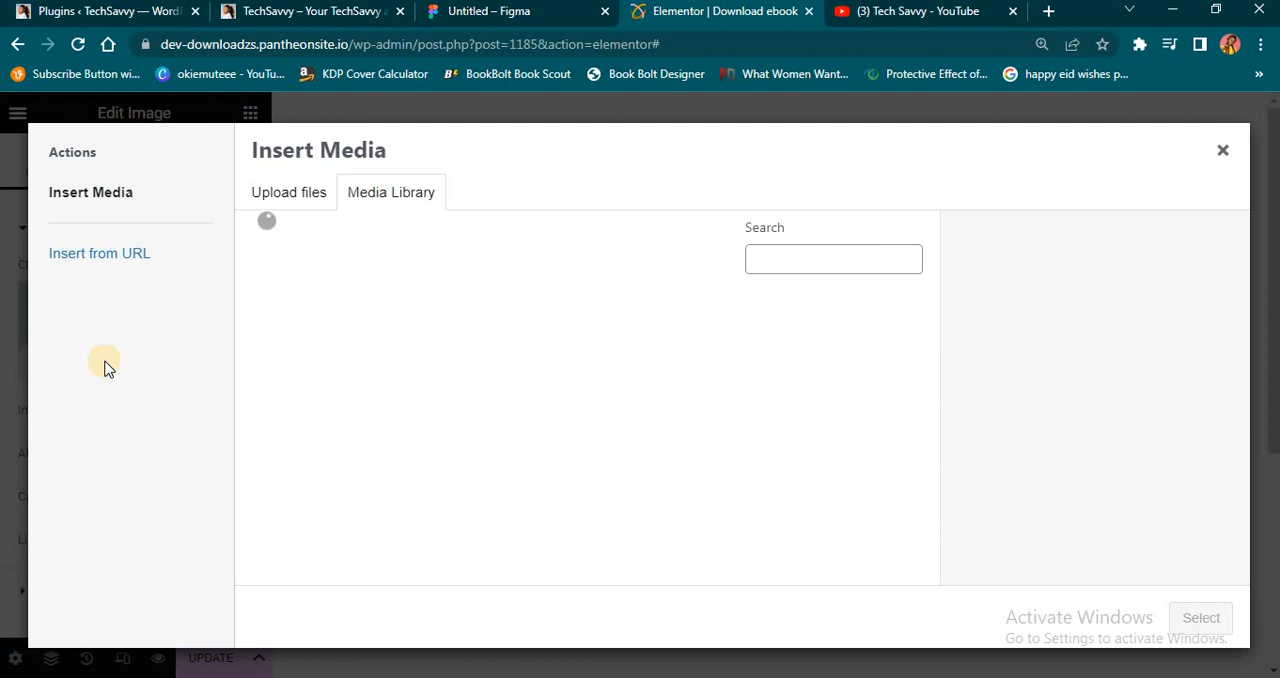 Plugins ‹ TechSavvy — Word
TechSavvy – Your TechSavvy
Untitled – Figma
Elementor | Download ebook
(3) Tech Savvy - YouTube
dev-downloadzs.pantheonsite.io/wp-admin/post.php?post=1185&action=elementor#
Subscribe Button wi...
okiemuteee - YouTu...
KDP Cover Calculator
BookBolt Book Scout
Book Bolt Designer
What Women Want...
Protective Effect of...
happy eid wishes p...
»
Edit Image
Actions
Insert Media
Insert from URL
Insert Media
Upload files
Media Library
Search
Select
Activate Windows
Go to Settings to activate Windows.
UPDATE